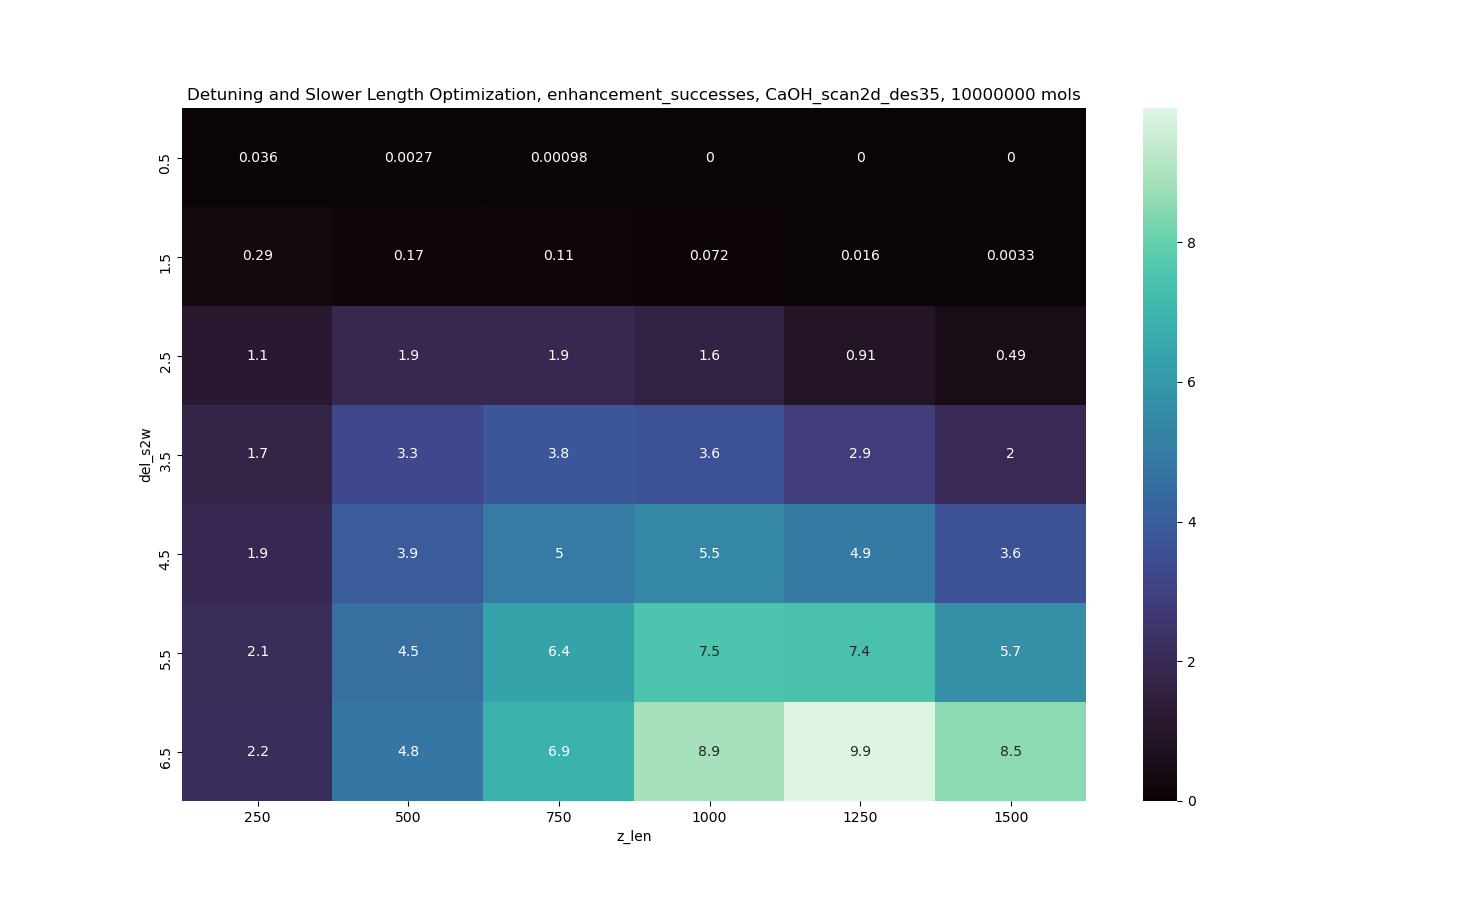 Detuning and Slower Length Optimization, enhancement_successes, CaOH_scan2d_des35, 10000000 mols
0.5 0.036 0.0027 0.00098 0 0 0
1.5 0.29 0.17 0.11 0.072 0.016 0.0033
2.5 1.1 1.9 1.9 1.6 0.91 0.49
3.5 1.7 3.3 3.8 3.6 2.9 2
4.5 1.9 3.9 5 5.5 4.9 3.6
5.5 2.1 4.5 6.4 7.5 7.4 5.7
6.5 2.2 4.8 6.9 8.9 9.9 8.5
del_s2w
250 500 750 1000 1250 1500
z_len
8
6
4
2
0